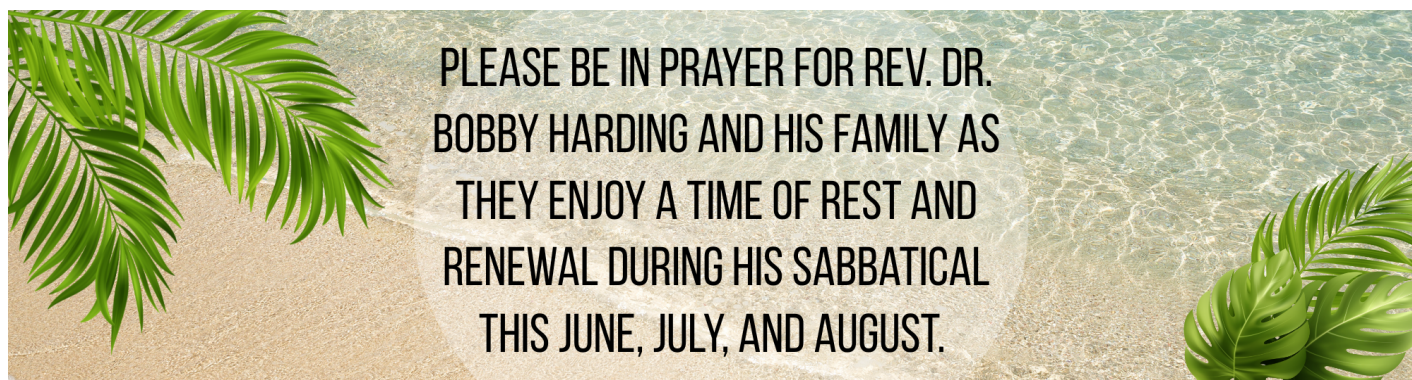 PLEASE BE IN PRAYER FOR REV. DR.
BOBBY HARDING AND HIS FAMILY AS
THEY ENJOY A TIME OF REST AND
RENEWAL DURING HIS SABBATICAL
THIS JUNE, JULY, AND AUGUST.